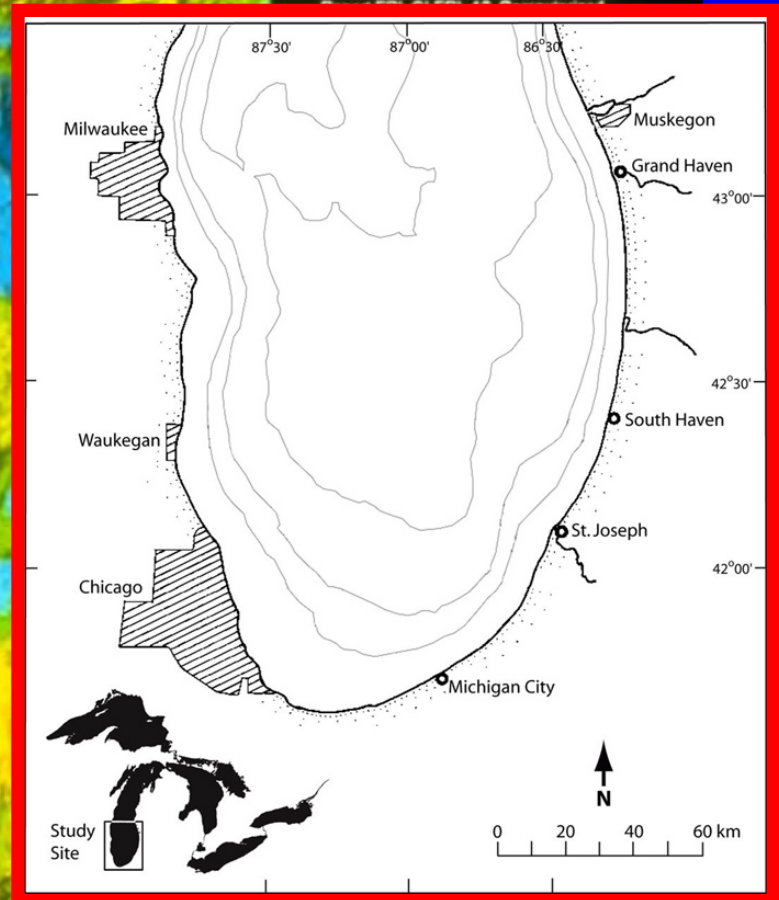 87°30'
87°00'
86°30'
Milwaukee
Muskegon
Grand Haven
43°00'
42°30'
South Haven
Waukegan
St. Joseph
42°00'
Chicago
Michigan City
N
Study
Site
0 20 40 60 km